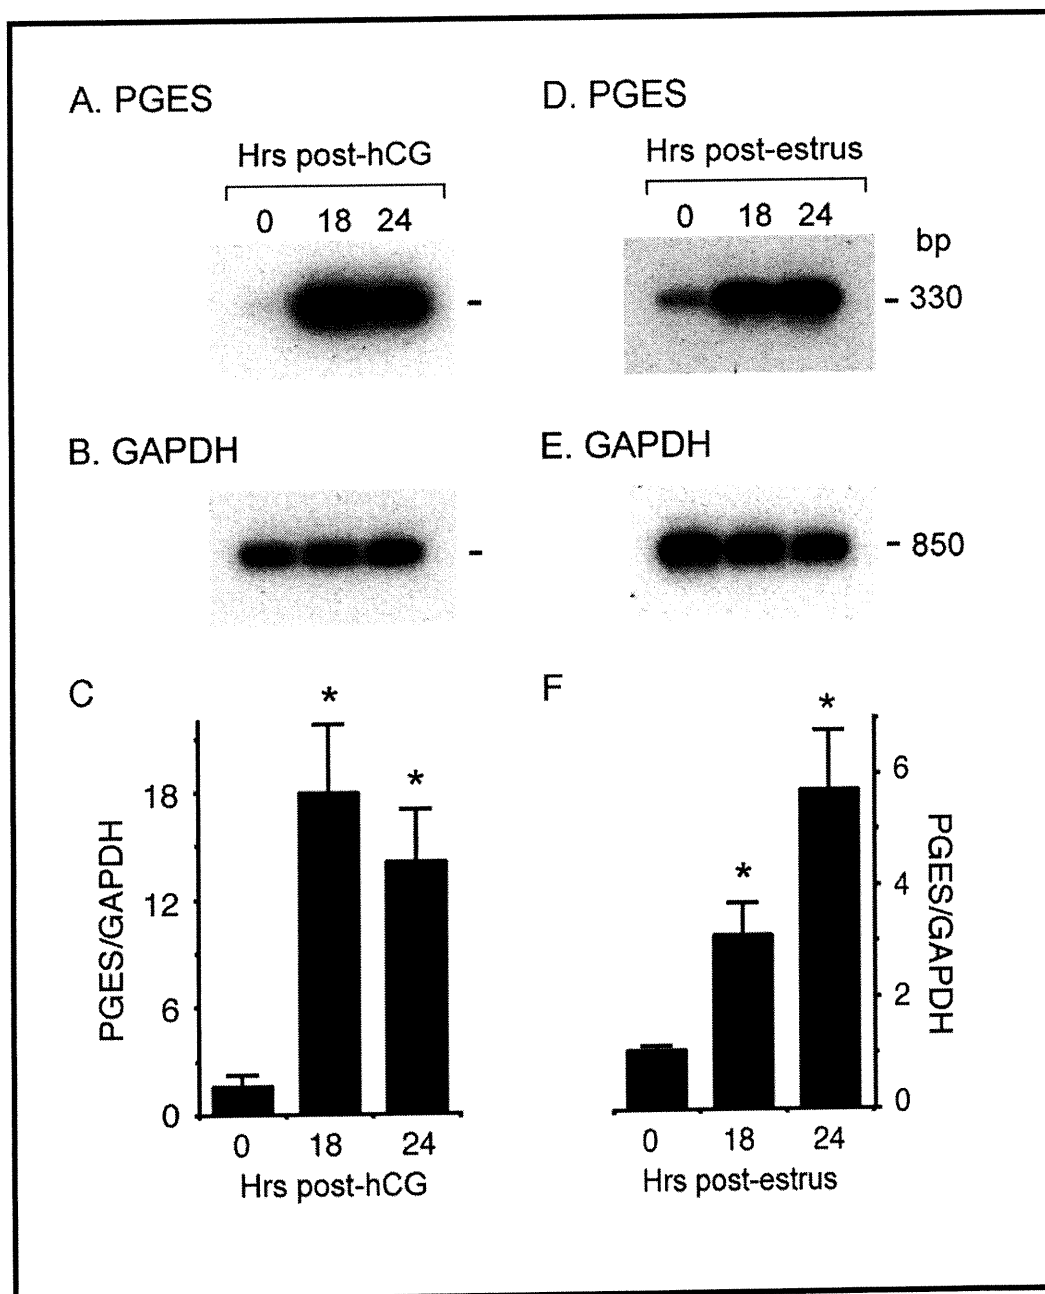 A. PGES
Hrs post-hCG
0 18 24
-
B. GAPDH
-
C
*
*
PGES/GAPDH
18
12
6
0
0 18 24
Hrs post-hCG
D. PGES
Hrs post-estrus
0 18 24
bp
- 330
E. GAPDH
- 850
F
*
*
6
4
2
0
PGES/GAPDH
0 18 24
Hrs post-estrus